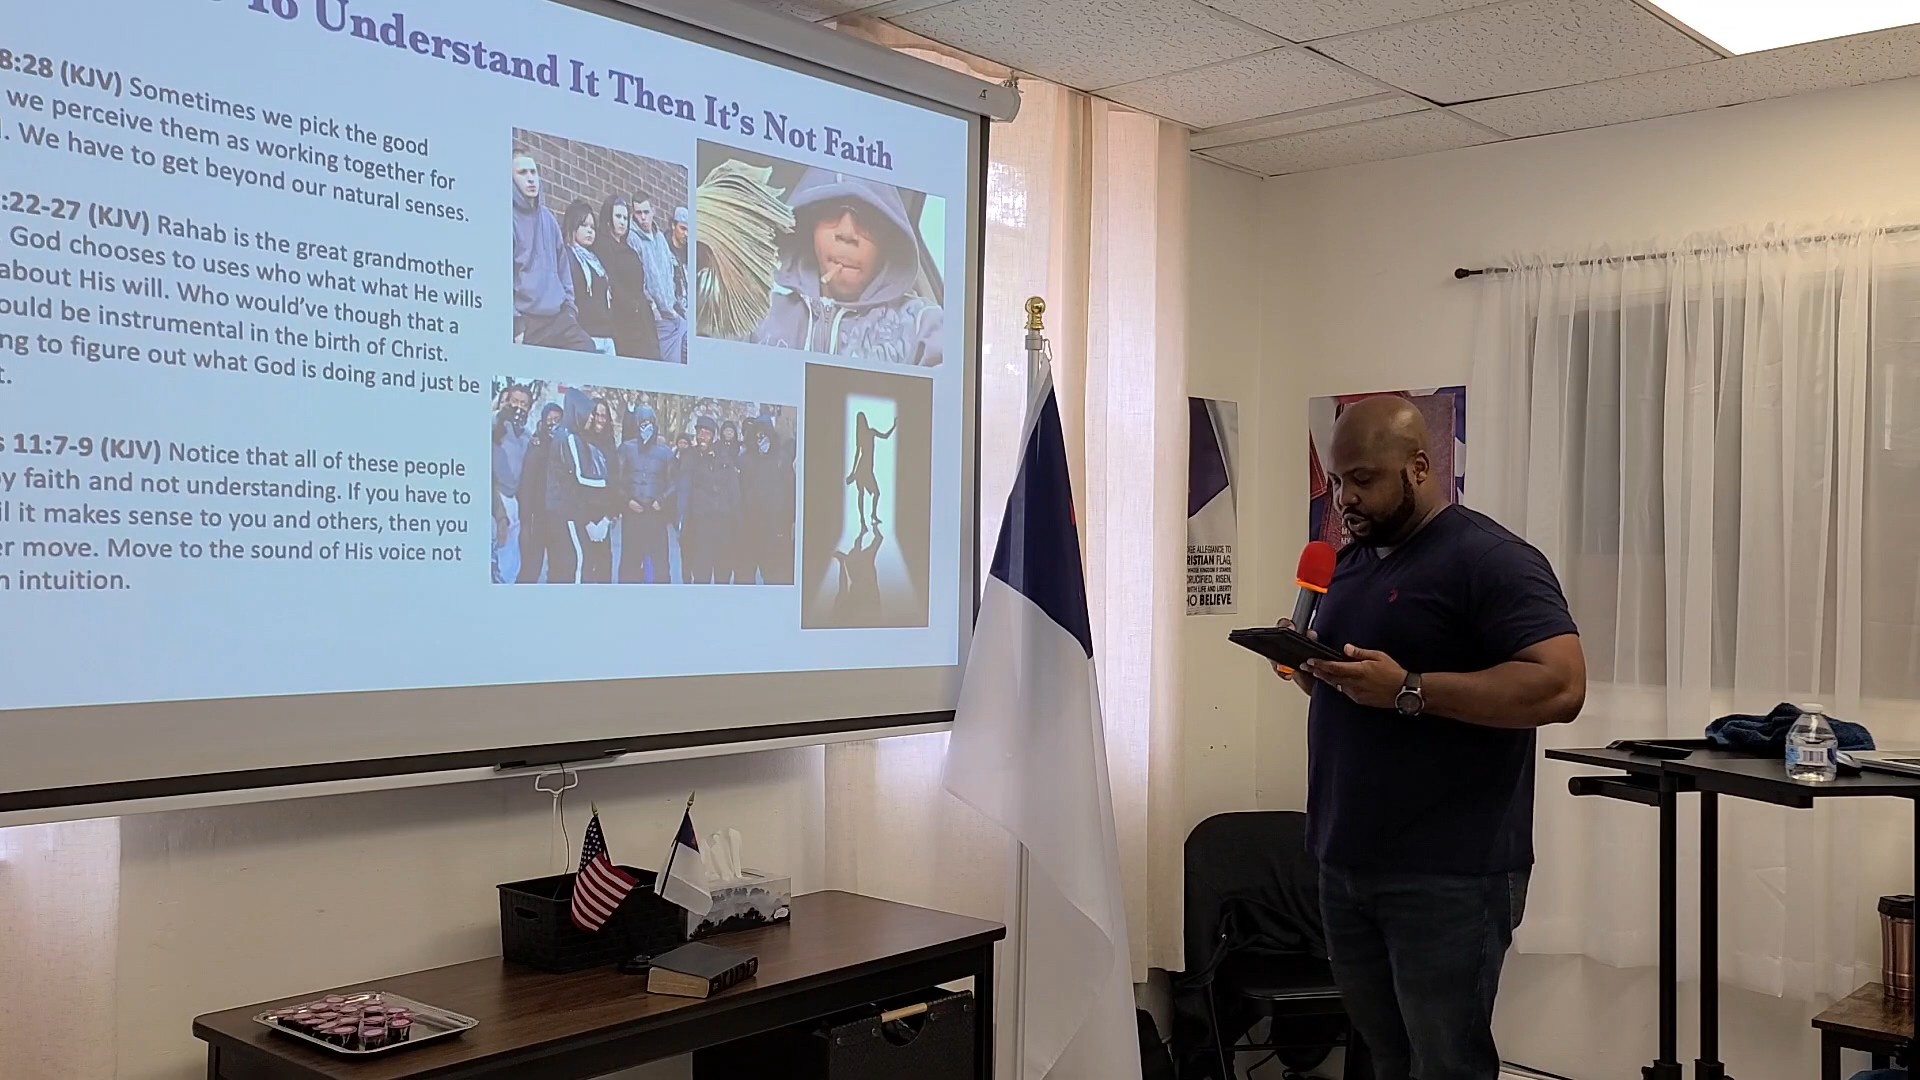 To Understand It Then It's Not Faith
8:28 (KJV) Sometimes we pick the good
we perceive them as working together for
. We have to get beyond our natural senses.
:22-27 (KJV) Rahab is the great grandmother
. God chooses to uses who what what He wills
about His will. Who would've though that a
ould be instrumental in the birth of Christ.
ng to figure out what God is doing and just be
t.
s 11:7-9 (KJV) Notice that all of these people
y faith and not understanding. If you have to
il it makes sense to you and others, then you
er move. Move to the sound of His voice not
n intuition.
GE ALLEGIANCE TO
RISTIAN FLAG,
WHOSE KINGDOM IT STANDS
CRUCIFIED, RISEN,
WITH LIFE AND LIBERTY
HO BELIEVE